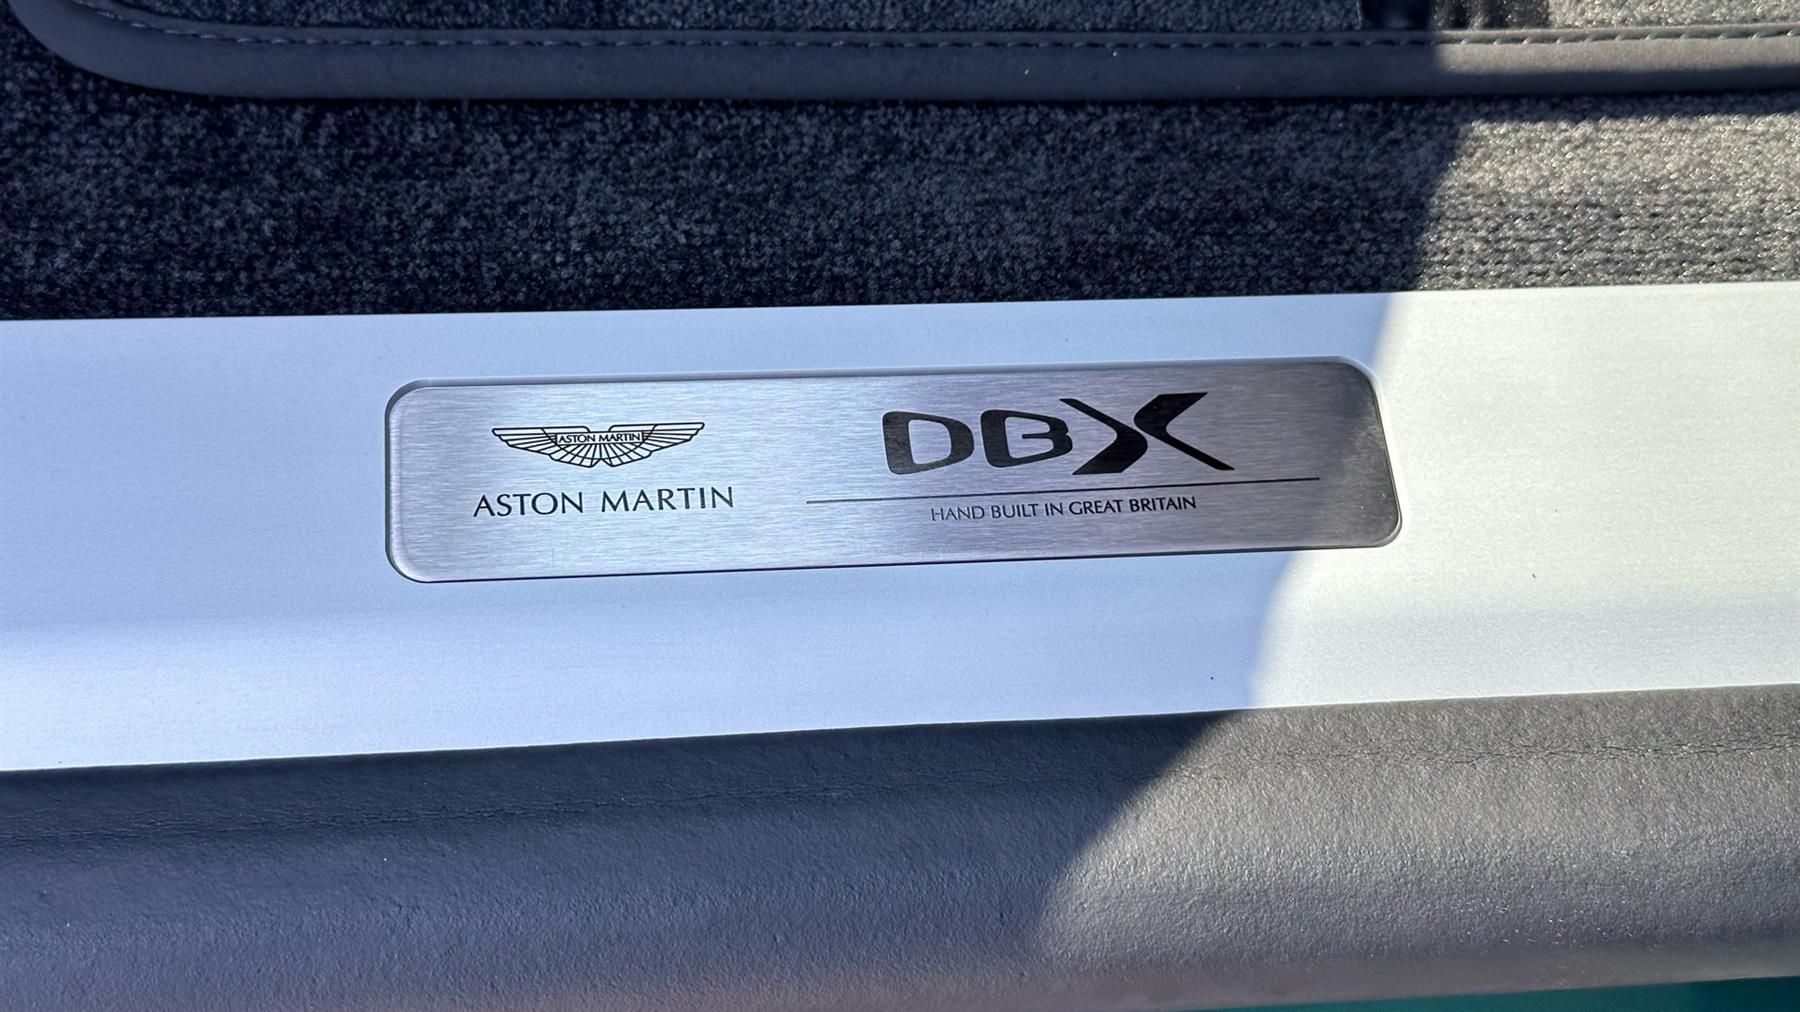 ASTON MARTIN
ASTON MARTIN
DBX
HAND BUILT IN GREAT BRITAIN